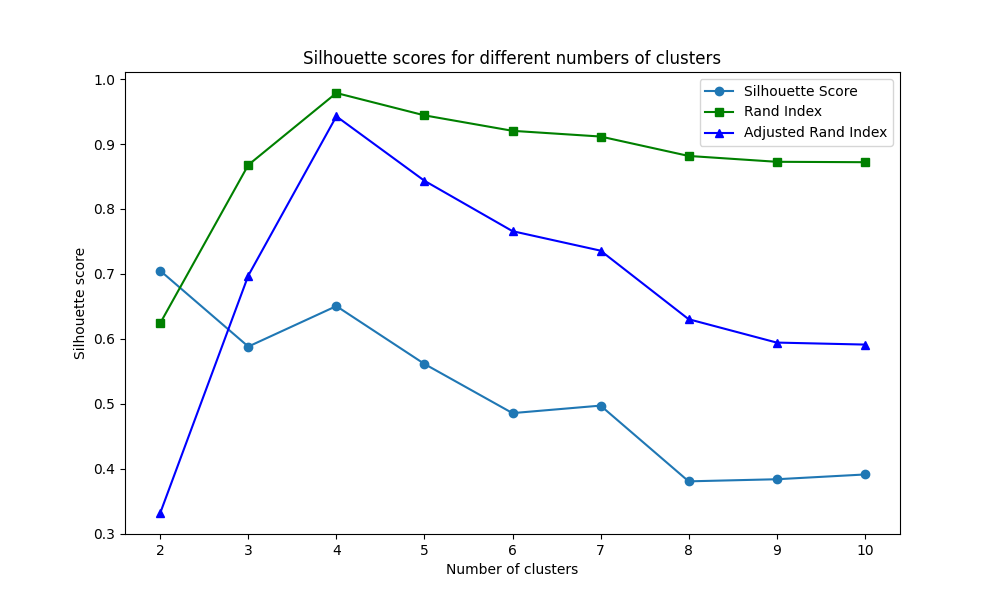 Silhouette scores for different numbers of clusters
Silhouette Score
Rand Index
Adjusted Rand Index
Silhouette score
1.0
0.9
0.8
0.7
0.6
0.5
0.4
0.3
2 3 4 5 6 7 8 9 10
Number of clusters